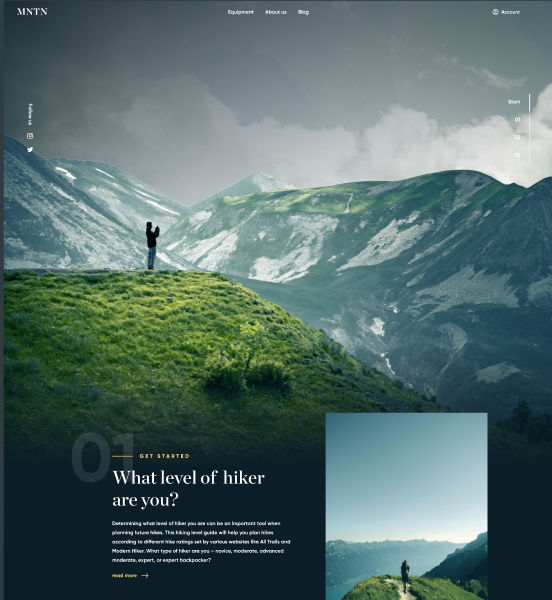 MNTN
Equipment About us Blog
Account
Follow us
Start
01
02
03
01
GET STARTED
What level of hiker
are you?
Determining what level of hiker you are can be an important tool when
planning future hikes. This hiking level guide will help you plan hikes
according to different hike ratings set by various websites like All Trails and
Modern Hiker. What type of hiker are you – novice, moderate, advanced
moderate, expert, or expert backpacker?
read more